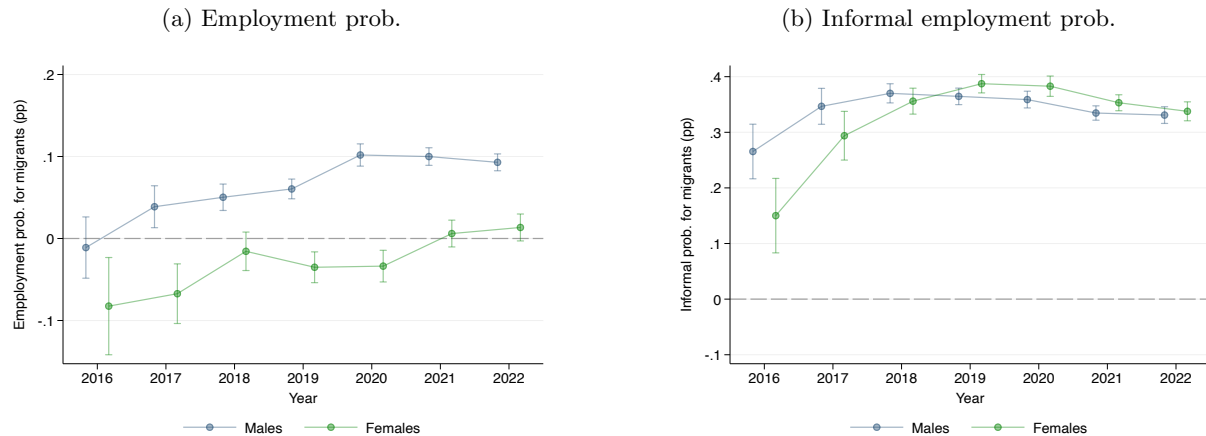 (a) Employment prob.
Empployment prob. for migrants (pp)
.2
.1
0
-.1
2016 2017 2018 2019 2020 2021 2022
Year
Males Females
(b) Informal employment prob.
Informal prob. for migrants (pp)
.4
.3
.2
.1
0
-.1
2016 2017 2018 2019 2020 2021 2022
Year
Males Females